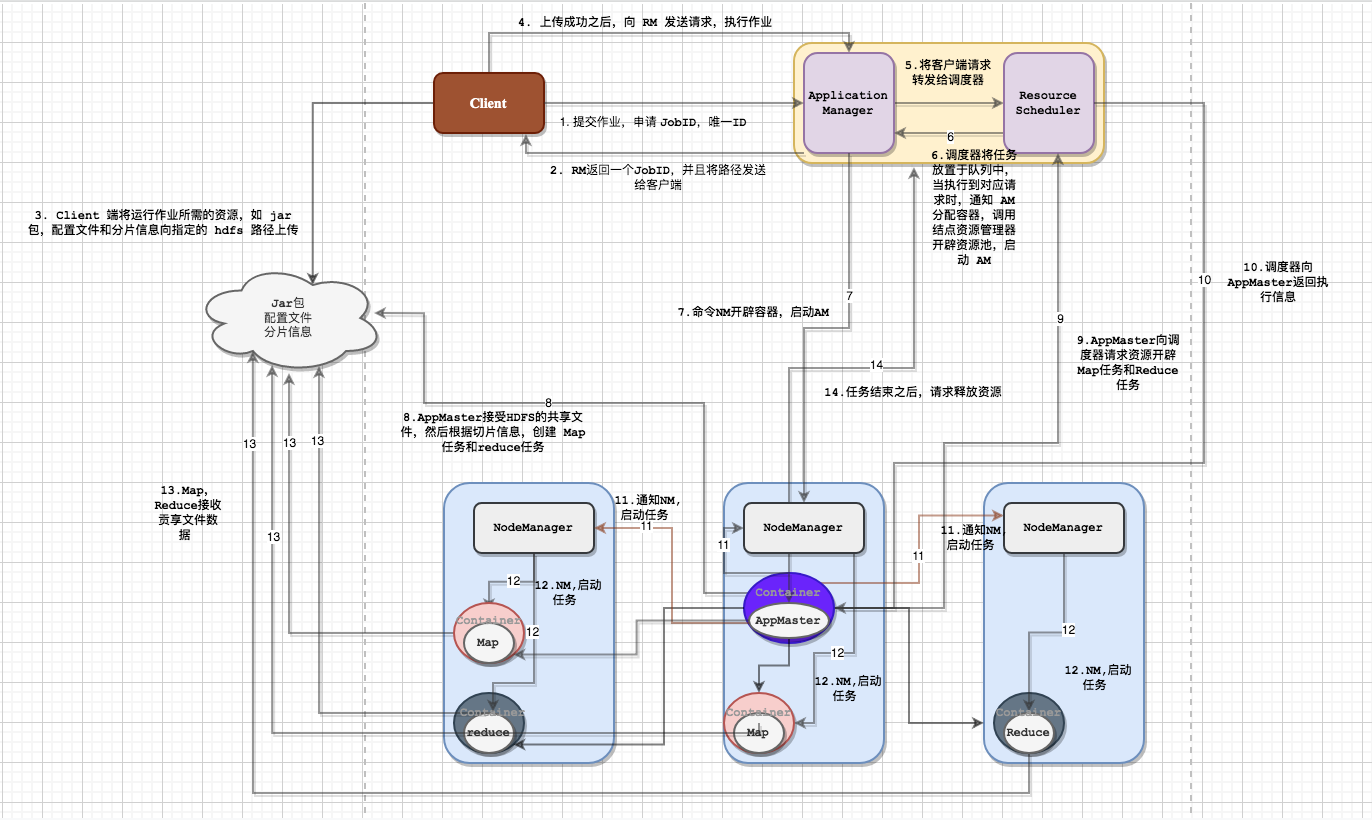 4. 上传成功之后，向 RM 发送请求，执行作业
Client
Application
Manager
5.将客户端请求
转发给调度器
Resource
Scheduler
1. 提交作业，申请 JobID，唯一ID
6
2. RM返回一个JobID，并且将路径发送
给客户端
6.调度器将任务
放置于队列中，
当执行到对应请
求时，通知 AM
分配容器，调用
结点资源管理器
开辟资源池，启
动 AM
3. Client 端将运行作业所需的资源，如 jar
包，配置文件和分片信息向指定的 hdfs 路径上传
Jar包
配置文件
分片信息
7
7.命令NM开辟容器，启动AM
10
10.调度器向
AppMaster返回执
行信息
9
9.AppMaster向调
度器请求资源开辟
Map任务和Reduce
任务
14
14.任务结束之后，请求释放资源
8
8.AppMaster接受HDFS的共享文
件，然后根据切片信息，创建 Map
任务和reduce任务
13
13
13
13
13.Map，
Reduce接收
贡享文件数
据
NodeManager
11.通知NM，
启动任务
11
NodeManager
11
11.通知NM，
启动任务
11
NodeManager
12
12.NM,启动
任务
Container
Map
12
Container
AppMaster
12
12.NM,启动
任务
12
12.NM,启动
任务
Container
reduce
Container
Map
Container
Reduce